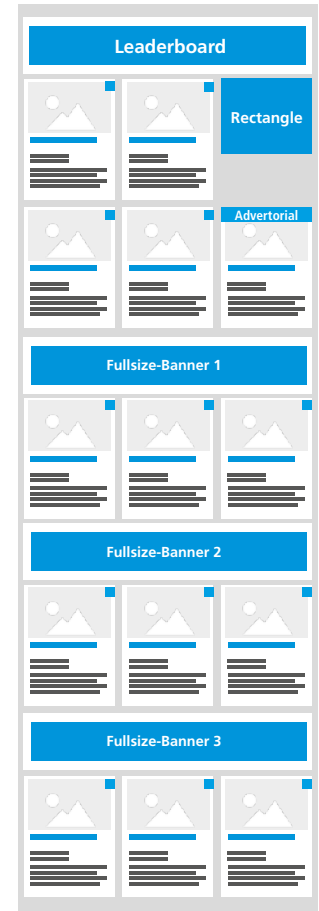 Leaderboard
Rectangle
Advertorial
Fullsize-Banner 1
Fullsize-Banner 2
Fullsize-Banner 3